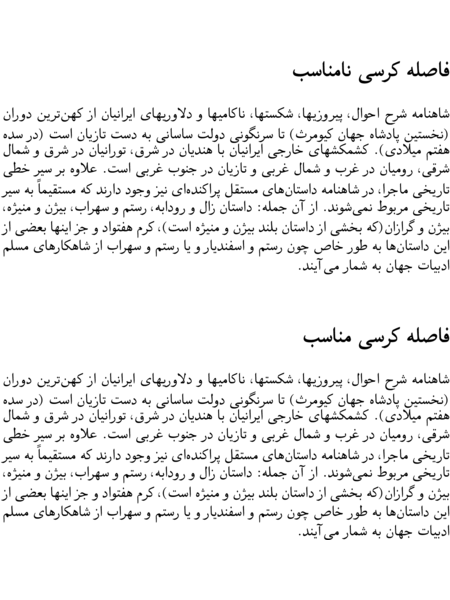 فاصله کرسی نامناسب
شاهنامه شرح احوال، پیروزیها، شکستها، ناکامیها و دلاوریهای ایرانیان از کهن‌ترین دوران
(نخستین پادشاه جهان کیومرث) تا سرنگونی دولت ساسانی به دست تازیان است (در سده
هفتم میلادی). کشمکشهای خارجی ایرانیان با هندیان در شرق، تورانیان در شرق و شمال
شرقی، رومیان در غرب و شمال غربی و تازیان در جنوب غربی است. علاوه بر سیر خطی
تاریخی ماجرا، در شاهنامه داستان‌های مستقل پراکنده‌ای نیز وجود دارند که مستقیماً به سیر
تاریخی مربوط نمی‌شوند. از آن جمله: داستان زال و رودابه، رستم و سهراب، بیژن و منیژه،
بیژن و گرازان(که بخشی از داستان بلند بیژن و منیژه است)، کرم هفتواد و جز اینها بعضی از
این داستان‌ها به طور خاص چون رستم و اسفندیار و یا رستم و سهراب از شاهکارهای مسلم
ادبیات جهان به شمار می‌آیند.
فاصله کرسی مناسب
شاهنامه شرح احوال، پیروزیها، شکستها، ناکامیها و دلاوریهای ایرانیان از کهن‌ترین دوران
(نخستین پادشاه جهان کیومرث) تا سرنگونی دولت ساسانی به دست تازیان است (در سده
هفتم میلادی). کشمکشهای خارجی ایرانیان با هندیان در شرق، تورانیان در شرق و شمال
شرقی، رومیان در غرب و شمال غربی و تازیان در جنوب غربی است. علاوه بر سیر خطی
تاریخی ماجرا، در شاهنامه داستان‌های مستقل پراکنده‌ای نیز وجود دارند که مستقیماً به سیر
تاریخی مربوط نمی‌شوند. از آن جمله: داستان زال و رودابه، رستم و سهراب، بیژن و منیژه،
بیژن و گرازان(که بخشی از داستان بلند بیژن و منیژه است)، کرم هفتواد و جز اینها بعضی از
این داستان‌ها به طور خاص چون رستم و اسفندیار و یا رستم و سهراب از شاهکارهای مسلم
ادبیات جهان به شمار می‌آیند.